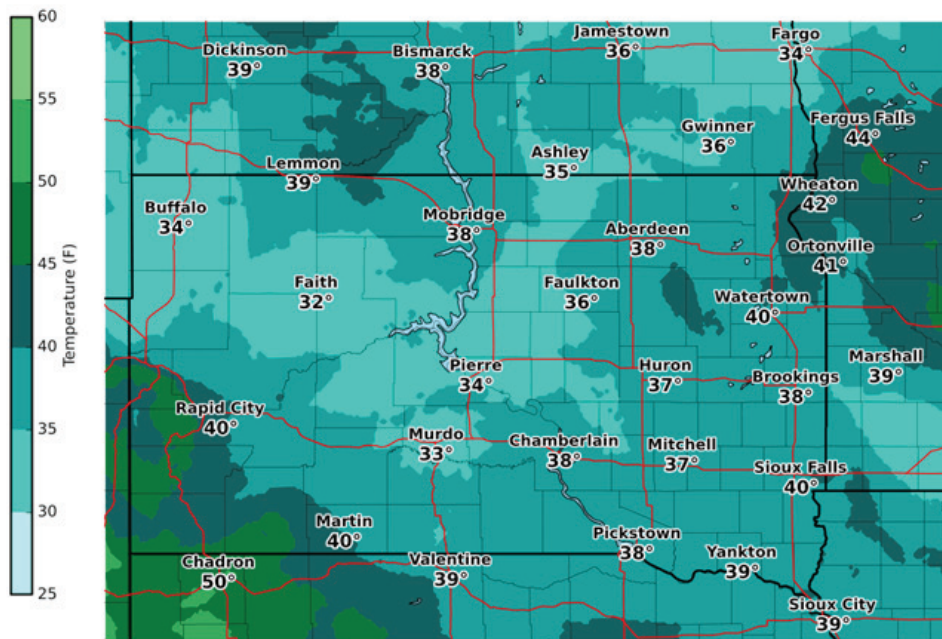 60
55
50
45
40
35
30
25
Temperature (F)
Dickinson
39°
Bismarck
38°
Jamestown
36°
Fargo
34°
Fergus Falls
44°
Gwinner
36°
Ashley
35°
Lemmon
39°
Wheaton
42°
Buffalo
34°
Mobridge
38°
Aberdeen
38°
Ortonville
41°
Faith
32°
Faulkton
36°
Watertown
40°
Pierre
34°
Huron
37°
Brookings
38°
Marshall
39°
Rapid City
40°
Murdo
33°
Chamberlain
38°
Mitchell
37°
Sioux Falls
40°
Martin
40°
Pickstown
38°
Chadron
50°
Valentine
39°
Yankton
39°
Sioux City
39°